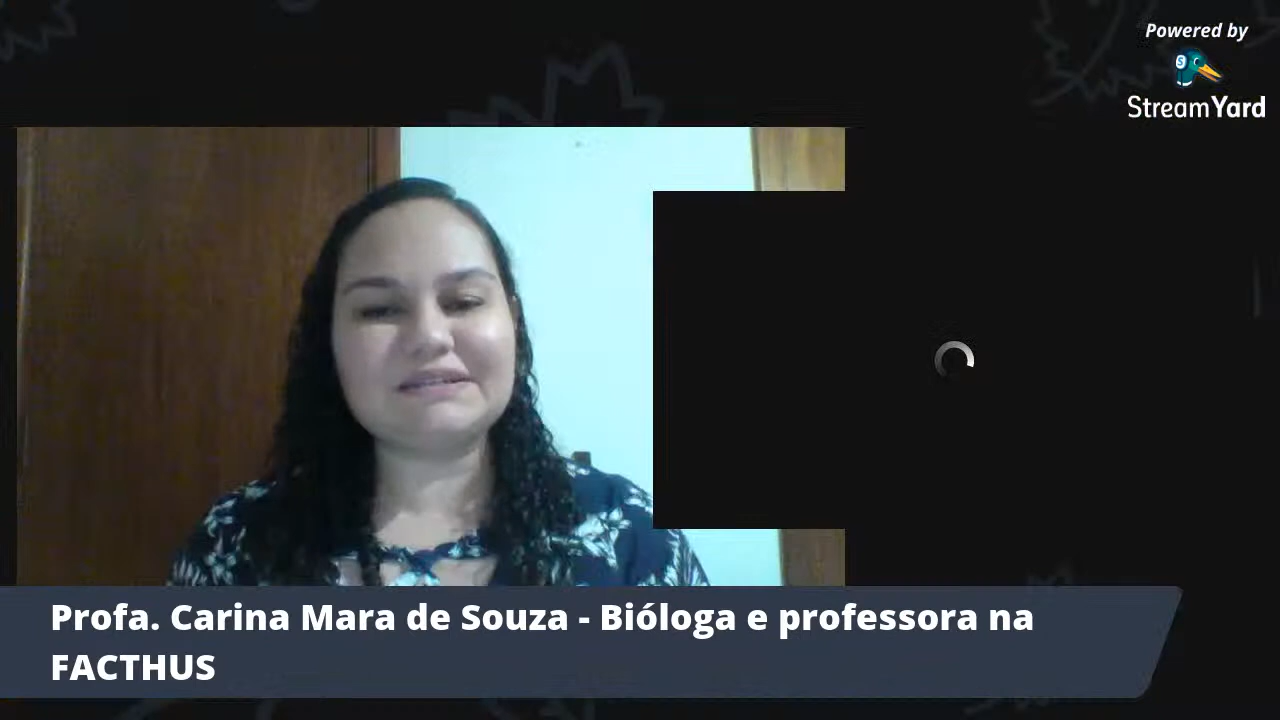 Powered by
StreamYard
Profa. Carina Mara de Souza - Bióloga e professora na
FACTHUS